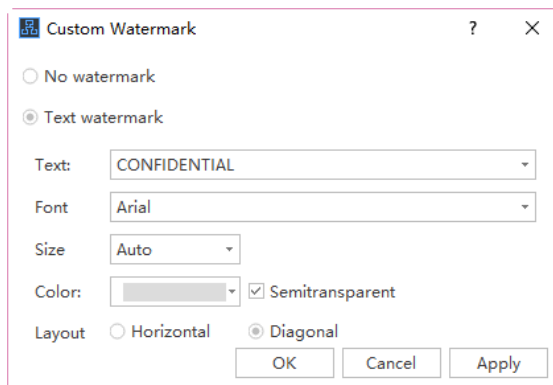 Custom Watermark ?
No watermark
Text watermark
Text: CONFIDENTIAL
Font Arial
Size Auto
Color: Semitransparent
Layout Horizontal Diagonal
OK Cancel Apply